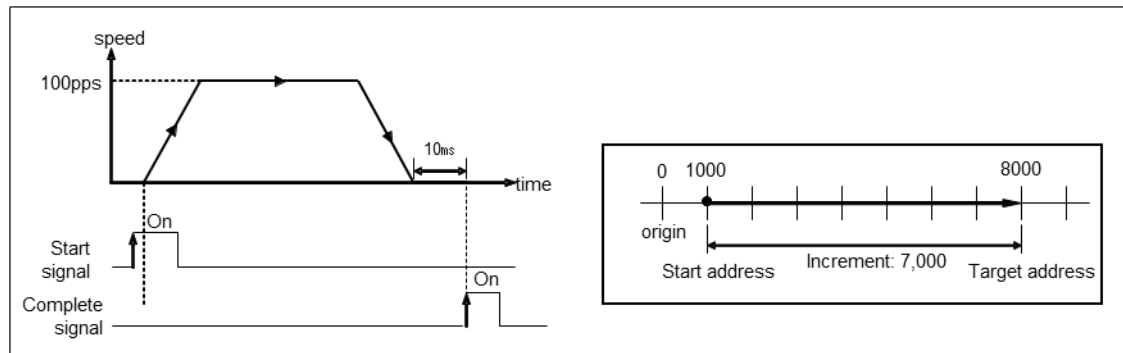 speed
100pps
10ms
time
On
Start
signal
On
Complete
signal
0 1000 8000
origin
Increment: 7,000
Start address Target address